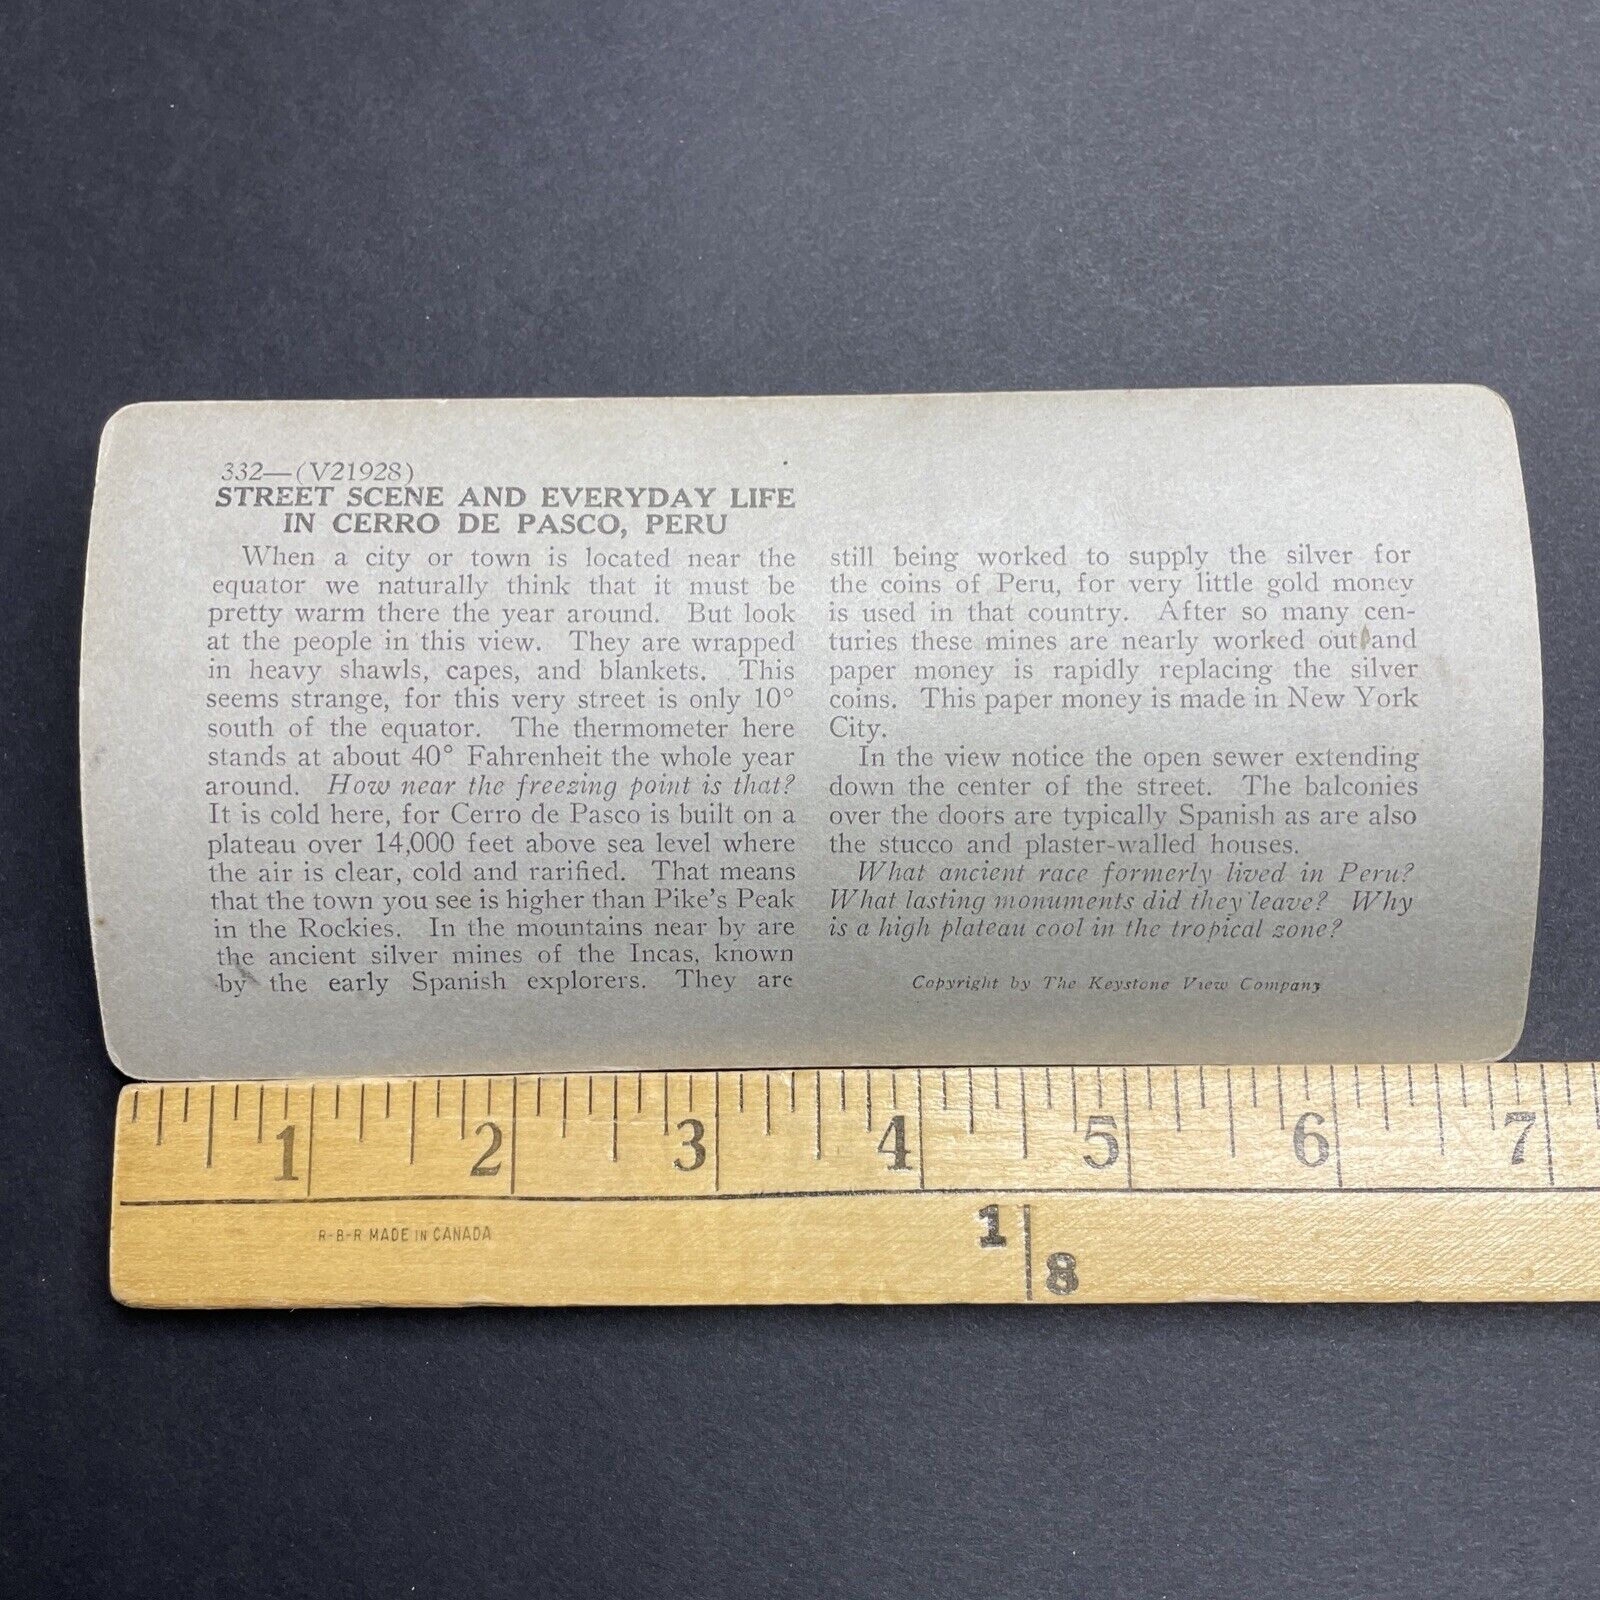 332—(V21928)
STREET SCENE AND EVERYDAY LIFE
IN CERRO DE PASCO, PERU
When a city or town is located near the
equator we naturally think that it must be
pretty warm there the year around. But look
at the people in this view. They are wrapped
in heavy shawls, capes, and blankets. This
seems strange, for this very street is only 10°
south of the equator. The thermometer here
stands at about 40° Fahrenheit the whole year
around. How near the freezing point is that?
It is cold here, for Cerro de Pasco is built on a
plateau over 14,000 feet above sea level where
the air is clear, cold and rarified. That means
that the town you see is higher than Pike's Peak
in the Rockies. In the mountains near by are
the ancient silver mines of the Incas, known
by the early Spanish explorers. They are
still being worked to supply the silver for
the coins of Peru, for very little gold money
is used in that country. After so many cen-
turies these mines are nearly worked out and
paper money is rapidly replacing the silver
coins. This paper money is made in New York
City.
In the view notice the open sewer extending
down the center of the street. The balconies
over the doors are typically Spanish as are also
the stucco and plaster-walled houses.
What ancient race formerly lived in Peru?
What lasting monuments did they leave? Why
is a high plateau cool in the tropical zone?
Copyright by The Keystone View Company
1 2 3 4 5 6 7
R-B-R MADE IN CANADA
1/8